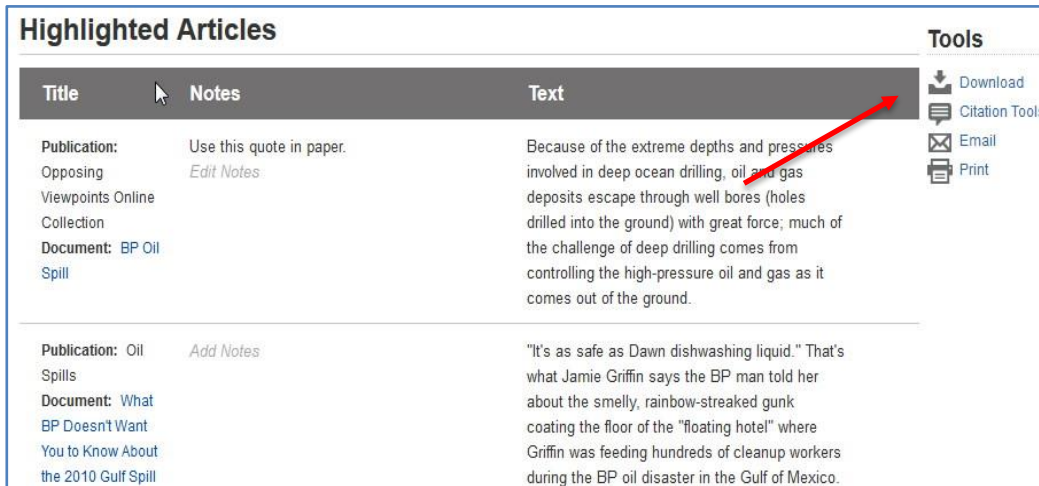 Highlighted Articles
Title Notes Text
Publication:
Opposing
Viewpoints Online
Collection
Document: BP Oil
Spill
Use this quote in paper.
Edit Notes
Because of the extreme depths and pressures
involved in deep ocean drilling, oil and gas
deposits escape through well bores (holes
drilled into the ground) with great force; much of
the challenge of deep drilling comes from
controlling the high-pressure oil and gas as it
comes out of the ground.
Publication: Oil
Spills
Document: What
BP Doesn't Want
You to Know About
the 2010 Gulf Spill
Add Notes
"It's as safe as Dawn dishwashing liquid." That's
what Jamie Griffin says the BP man told her
about the smelly, rainbow-streaked gunk
coating the floor of the "floating hotel" where
Griffin was feeding hundreds of cleanup workers
during the BP oil disaster in the Gulf of Mexico.
Tools
Download
Citation Tools
Email
Print